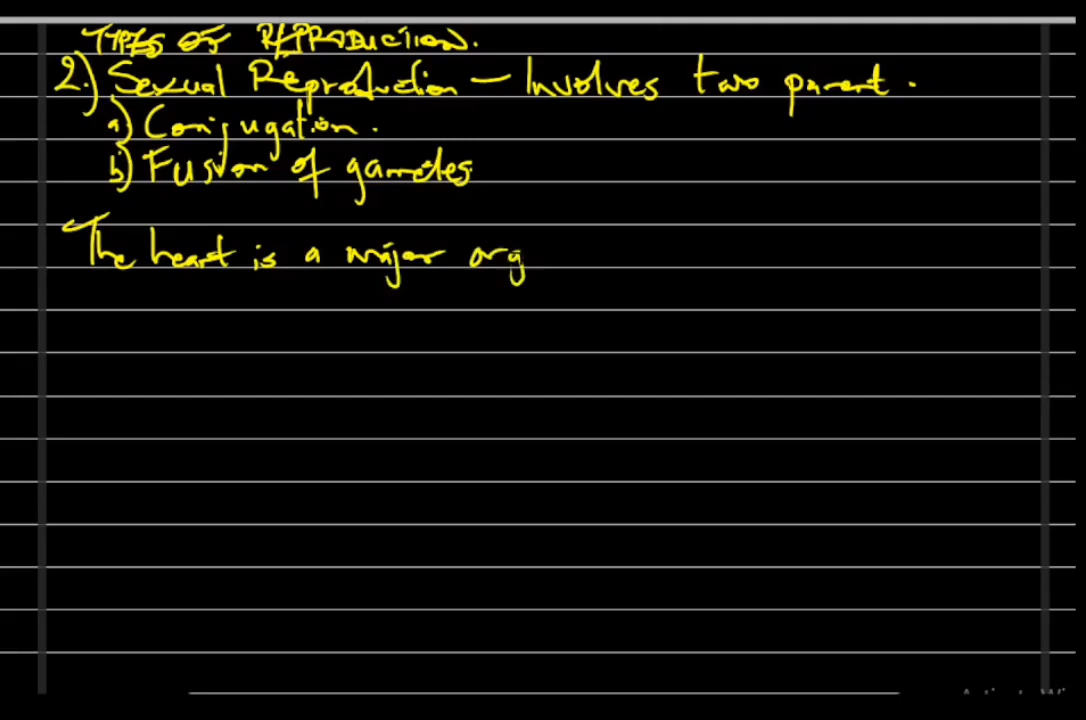 TYPES OF REPRODUCTION.
2.) Sexual Reproduction – Involves two parent.
a) Conjugation.
b) Fusion of gametes.
The heart is a major org